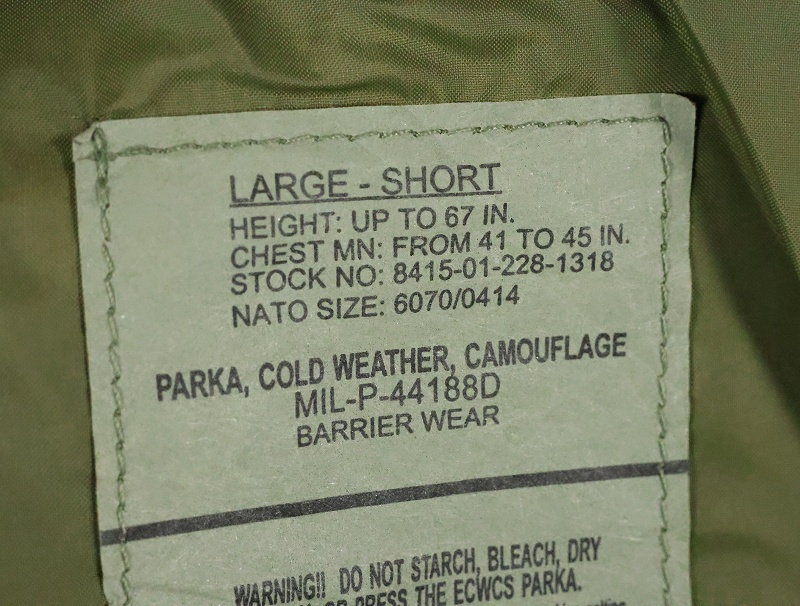 LARGE - SHORT
HEIGHT: UP TO 67 IN.
CHEST MN: FROM 41 TO 45 IN.
STOCK NO: 8415-01-228-1318
NATO SIZE: 6070/0414
PARKA, COLD WEATHER, CAMOUFLAGE
MIL-P-44188D
BARRIER WEAR
WARNING!! DO NOT STARCH, BLEACH, DRY
OR PRESS THE ECWCS PARKA.